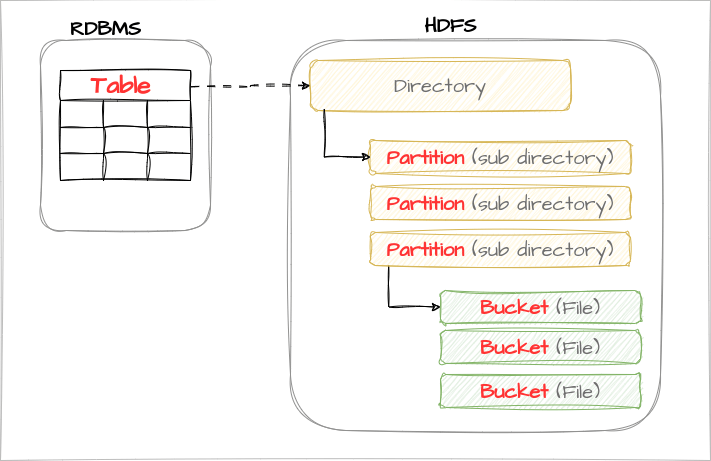 RDBMS
HDFS
Table
Directory
Partition (sub directory)
Partition (sub directory)
Partition (sub directory)
Bucket (File)
Bucket (File)
Bucket (File)